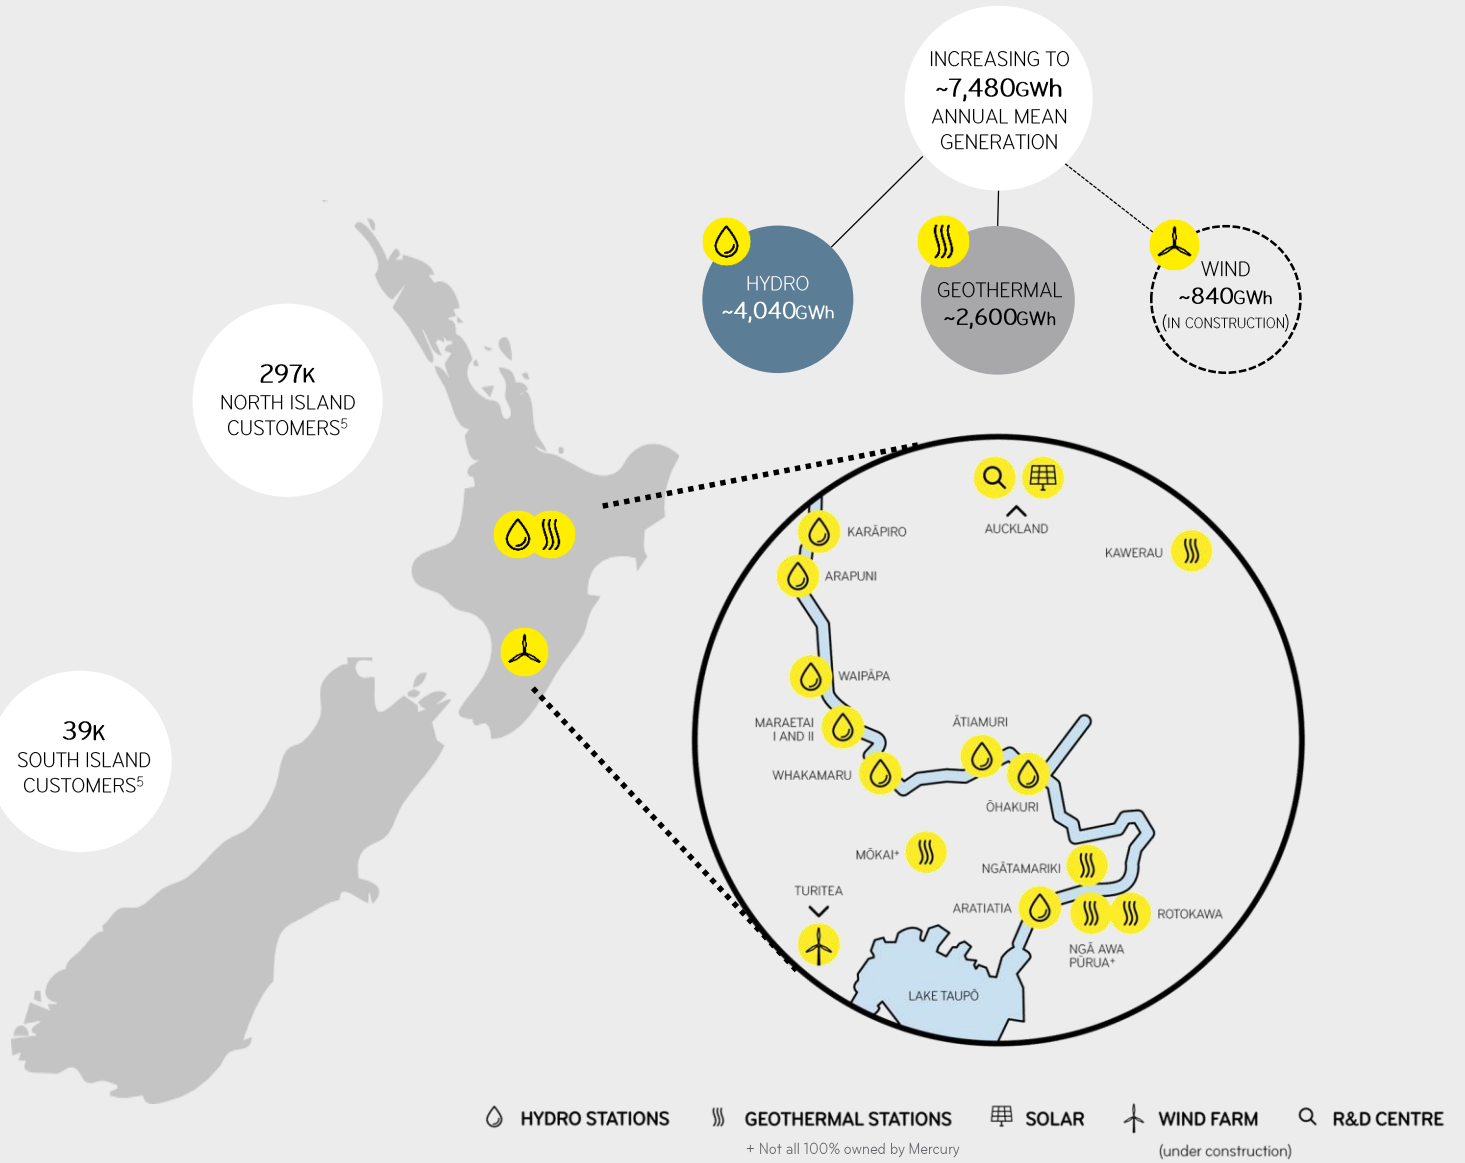 INCREASING TO
~7,480GWh
ANNUAL MEAN
GENERATION
HYDRO
~4,040GWh
GEOTHERMAL
~2,600GWh
WIND
~840GWh
(IN CONSTRUCTION)
297K
NORTH ISLAND
CUSTOMERS5
39K
SOUTH ISLAND
CUSTOMERS5
AUCKLAND
KARĀPIRO
KAWERAU
ARAPUNI
WAIPĀPA
MARAETAI
I AND II
ĀTIAMURI
WHAKAMARU
ŌHAKURI
MŌKAI+
NGĀTAMARIKI
TURITEA
ARATIATIA
ROTOKAWA
NGĀ AWA
PŪRUA+
LAKE TAUPŌ
HYDRO STATIONS
GEOTHERMAL STATIONS
+ Not all 100% owned by Mercury
SOLAR
WIND FARM
(under construction)
R&D CENTRE